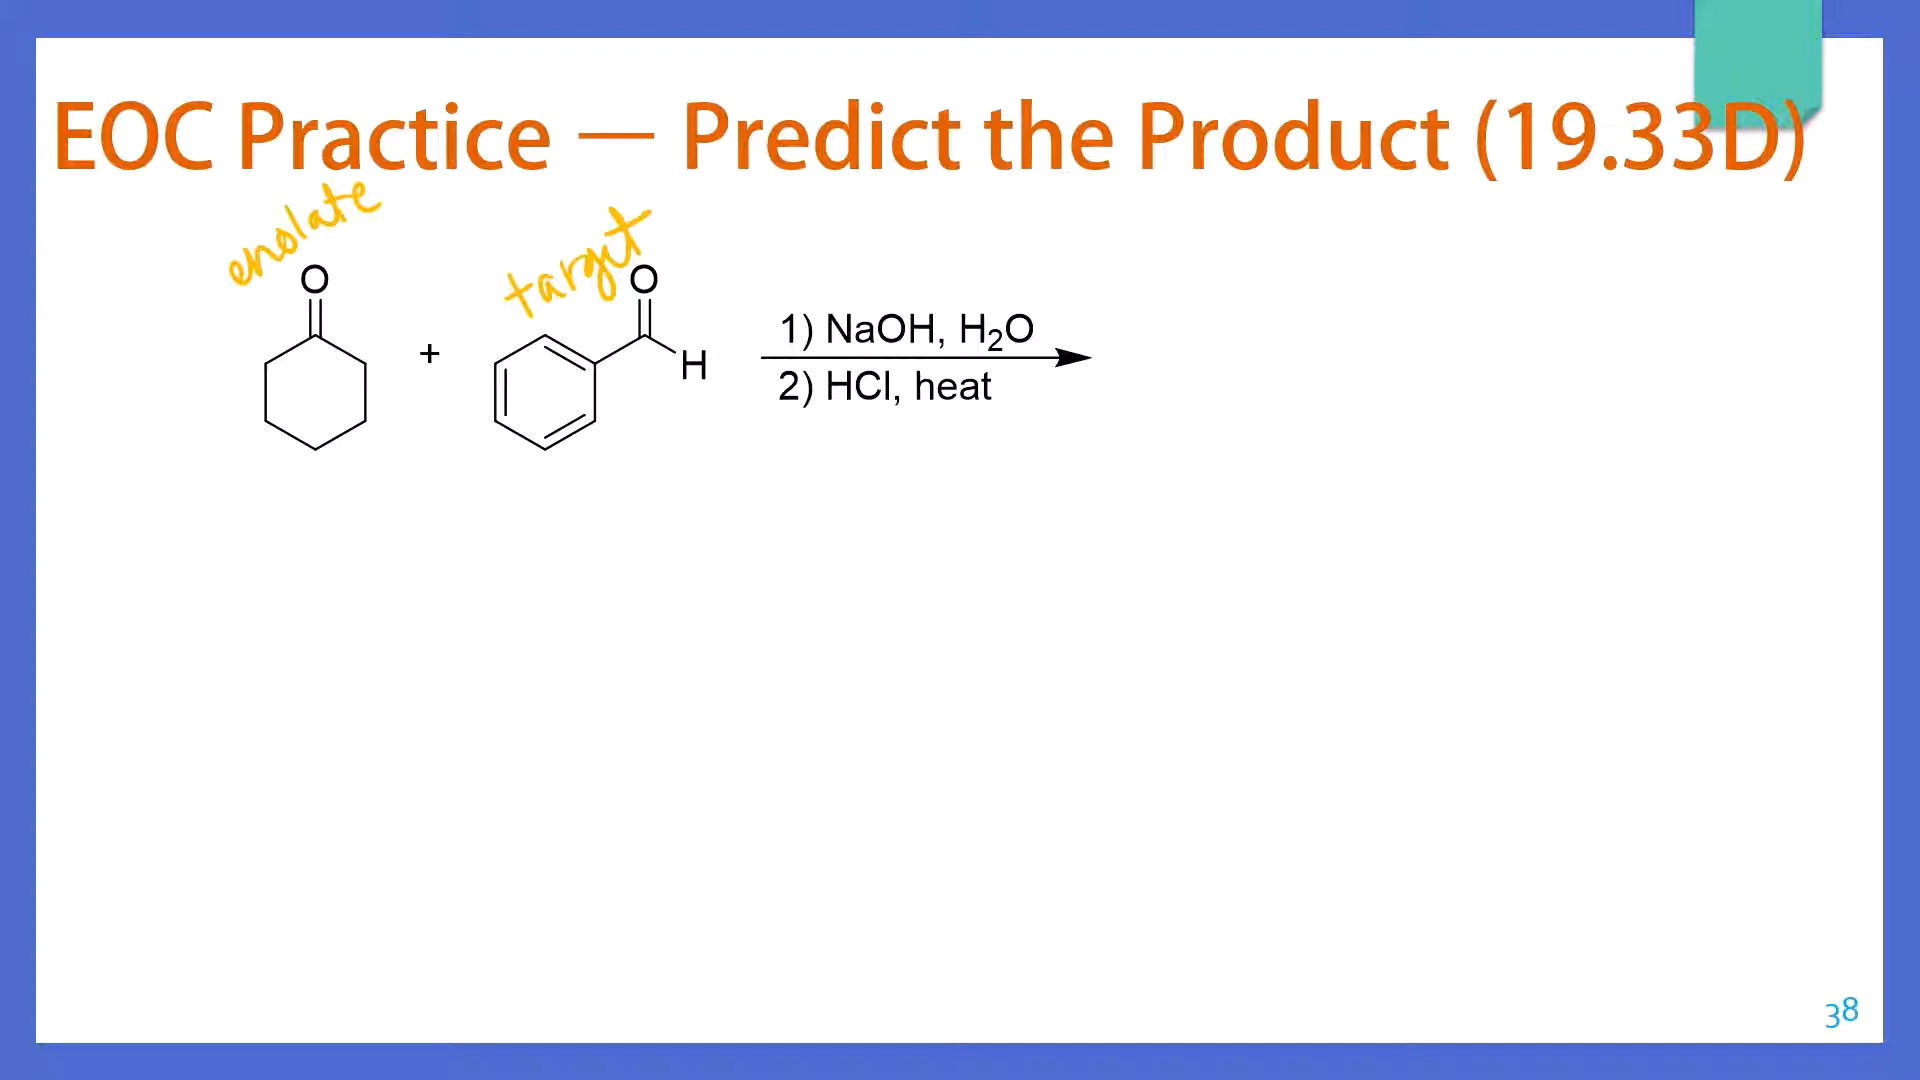 EOC Practice — Predict the Product (19.33D)
enolate
target
O
O
+
H
1) NaOH, H₂O
2) HCl, heat
38